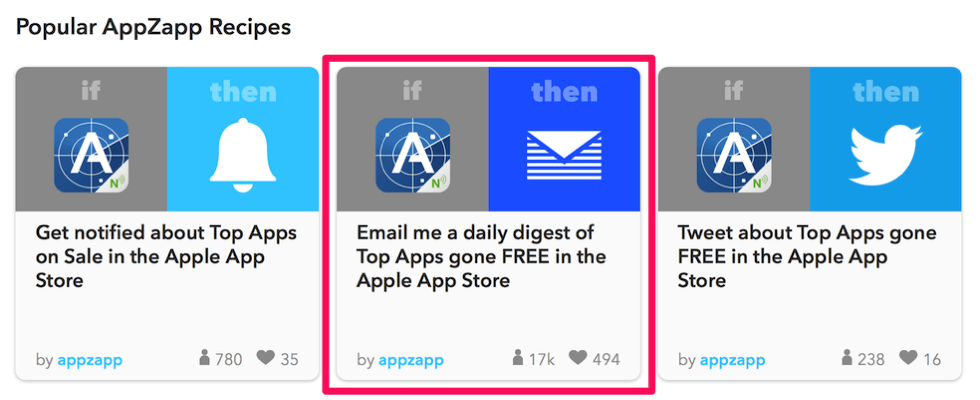 Popular AppZapp Recipes
if then
A
N
Get notified about Top Apps
on Sale in the Apple App
Store
by appzapp 780 35
if then
A
N
Email me a daily digest of
Top Apps gone FREE in the
Apple App Store
by appzapp 17k 494
if then
A
N
Tweet about Top Apps gone
FREE in the Apple App
Store
by appzapp 238 16